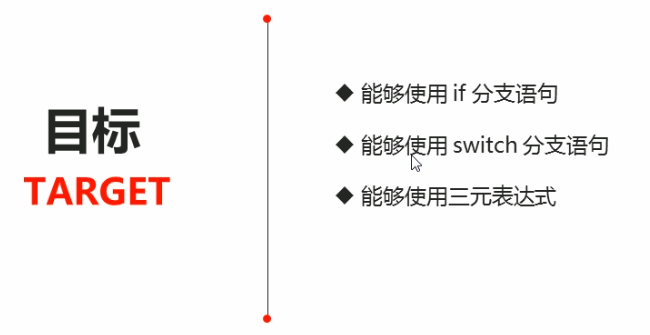 目标
TARGET
◆ 能够使用 if 分支语句
◆ 能够使用 switch 分支语句
◆ 能够使用三元表达式